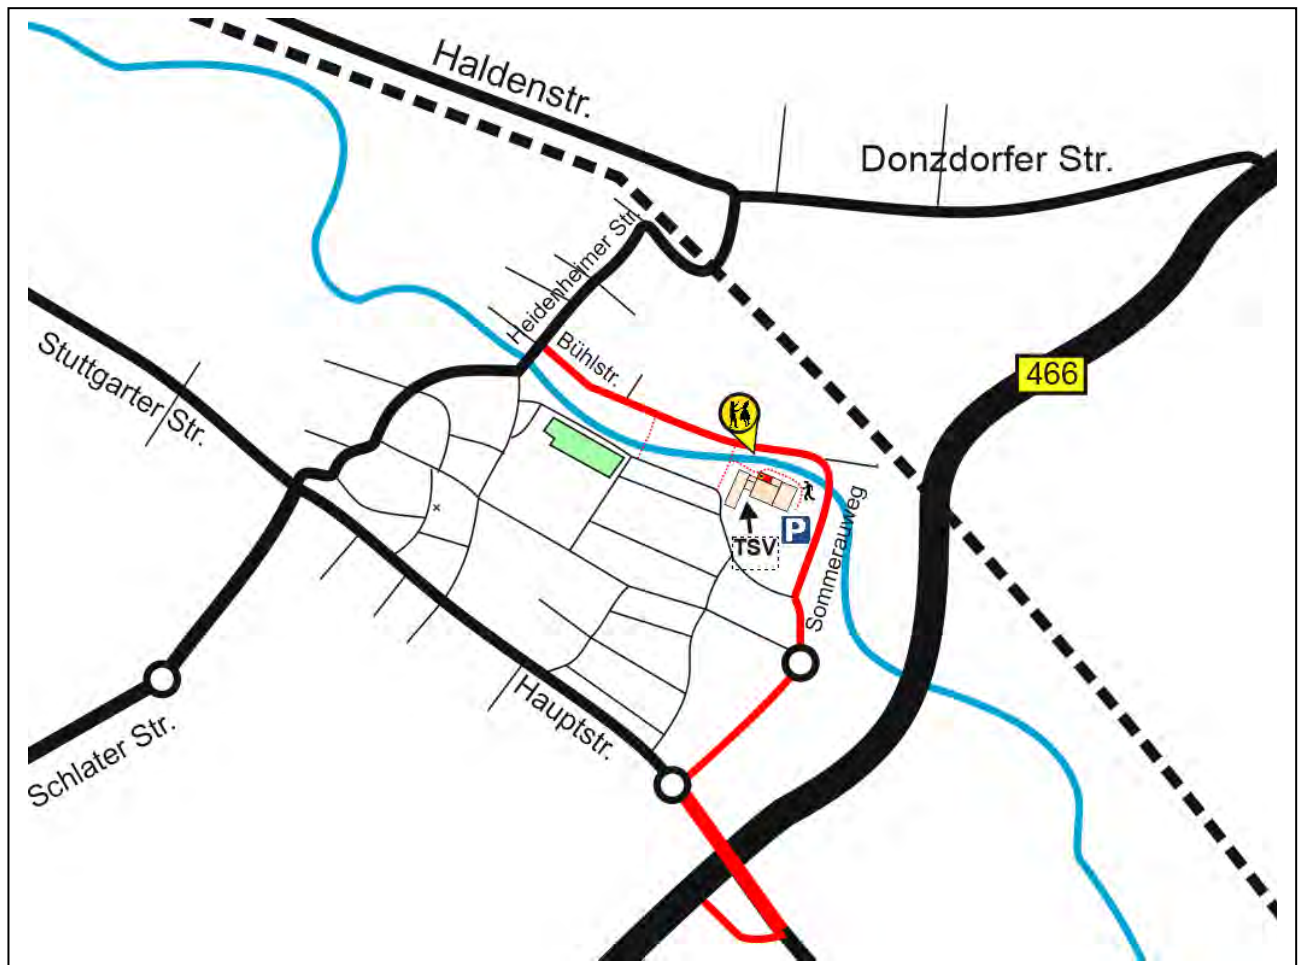 Haldenstr.
Donzdorfer Str.
Heidenheimer Str.
Bühlstr.
Stuttgarter Str.
466
Sommerauweg
P
TSV
Hauptstr.
Schlater Str.